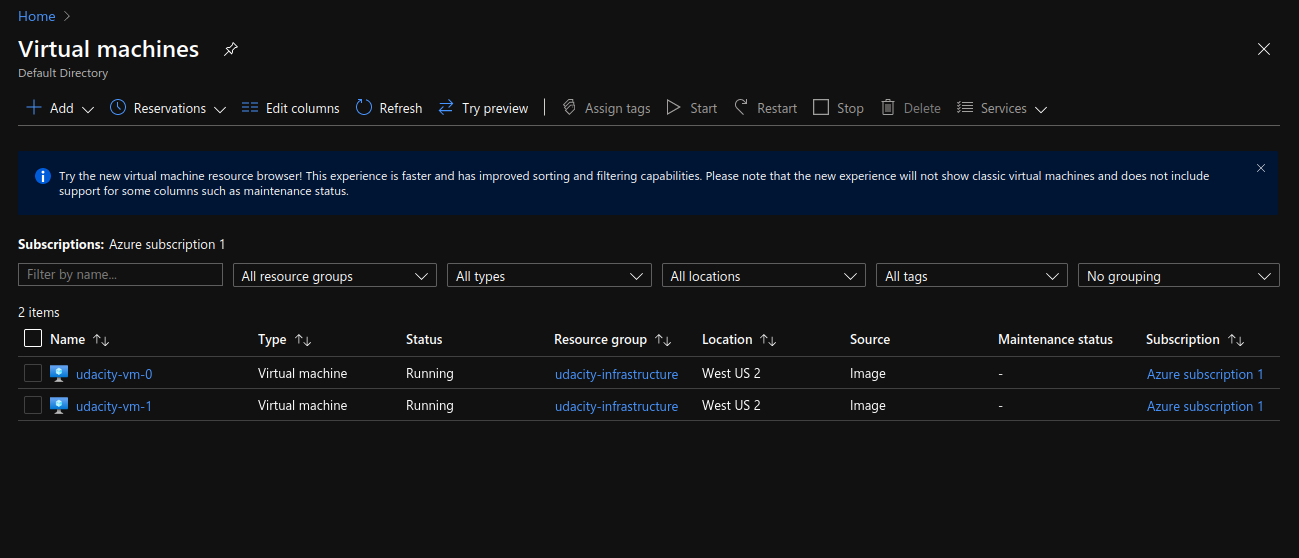 Home
Virtual machines
Default Directory
Add Reservations Edit columns Refresh Try preview Assign tags Start Restart Stop Delete Services
Try the new virtual machine resource browser! This experience is faster and has improved sorting and filtering capabilities. Please note that the new experience will not show classic virtual machines and does not include
support for some columns such as maintenance status.
Subscriptions: Azure subscription 1
Filter by name... All resource groups All types All locations All tags No grouping
2 items
Name Type Status Resource group Location Source Maintenance status Subscription
udacity-vm-0 Virtual machine Running udacity-infrastructure West US 2 Image - Azure subscription 1
udacity-vm-1 Virtual machine Running udacity-infrastructure West US 2 Image - Azure subscription 1